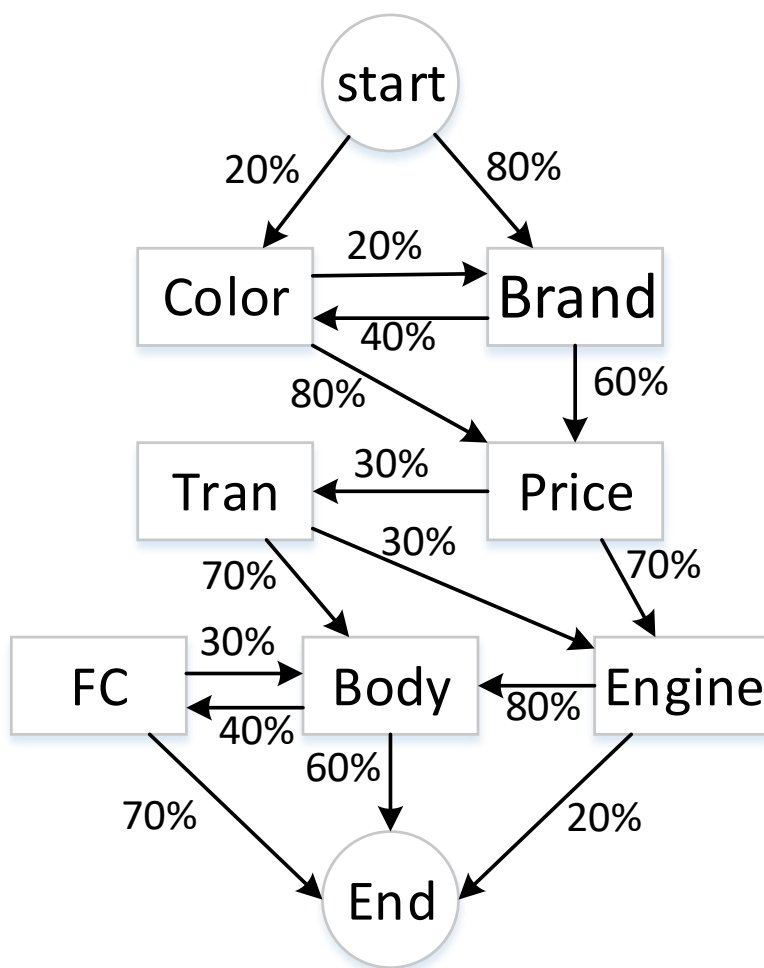 start
20%
80%
20%
Color
Brand
40%
80%
60%
30%
Tran
Price
30%
70%
70%
30%
FC
Body
Engine
40%
80%
60%
70%
20%
End